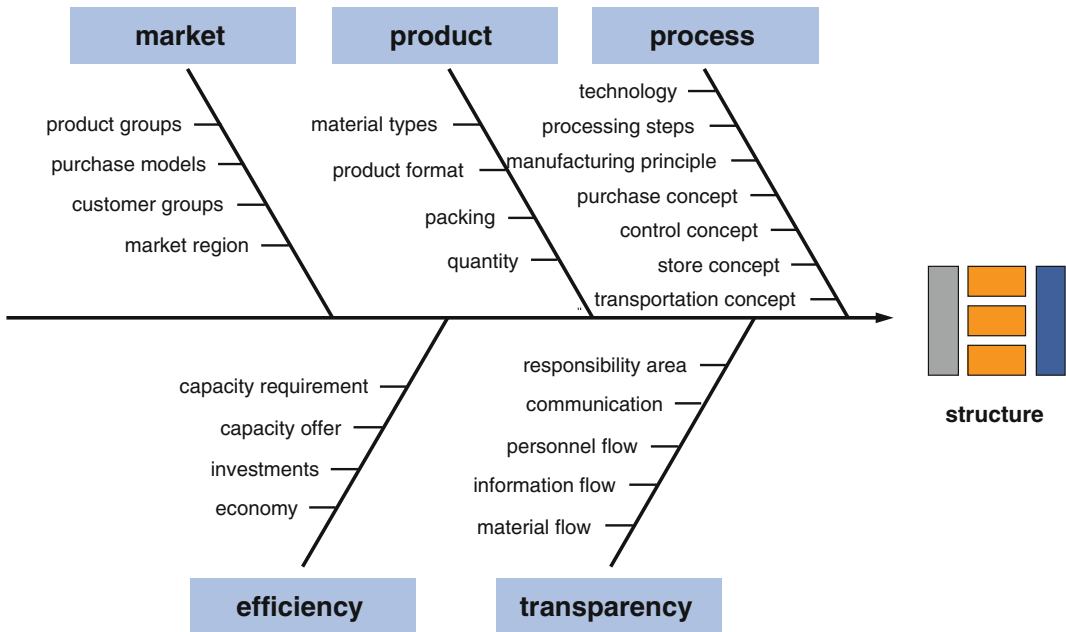 market
product groups
purchase models
customer groups
market region
product
material types
product format
packing
quantity
process
technology
processing steps
manufacturing principle
purchase concept
control concept
store concept
transportation concept
structure
capacity requirement
capacity offer
investments
economy
efficiency
responsibility area
communication
personnel flow
information flow
material flow
transparency